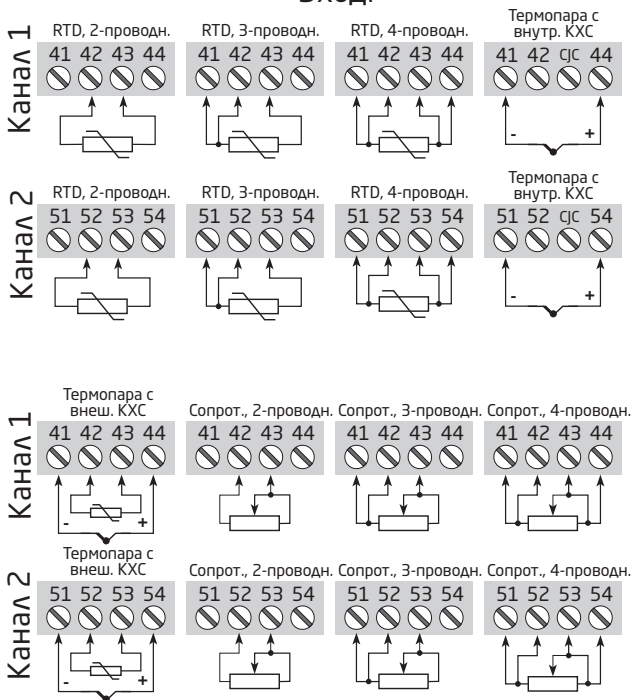 Вход:
Канал 1
RTD, 2-проводн. RTD, 3-проводн. RTD, 4-проводн. Термопара с
внутр. КХС
41 42 43 44 41 42 43 44 41 42 43 44 41 42 CJC 44
- +
Канал 2
RTD, 2-проводн. RTD, 3-проводн. RTD, 4-проводн. Термопара с
внутр. КХС
51 52 53 54 51 52 53 54 51 52 53 54 51 52 CJC 54
- +
Канал 1
Термопара с
внеш. КХС Сопрот., 2-проводн. Сопрот., 3-проводн. Сопрот., 4-проводн.
41 42 43 44 41 42 43 44 41 42 43 44 41 42 43 44
- +
Канал 2
Термопара с
внеш. КХС Сопрот., 2-проводн. Сопрот., 3-проводн. Сопрот., 4-проводн.
51 52 53 54 51 52 53 54 51 52 53 54 51 52 53 54
- +